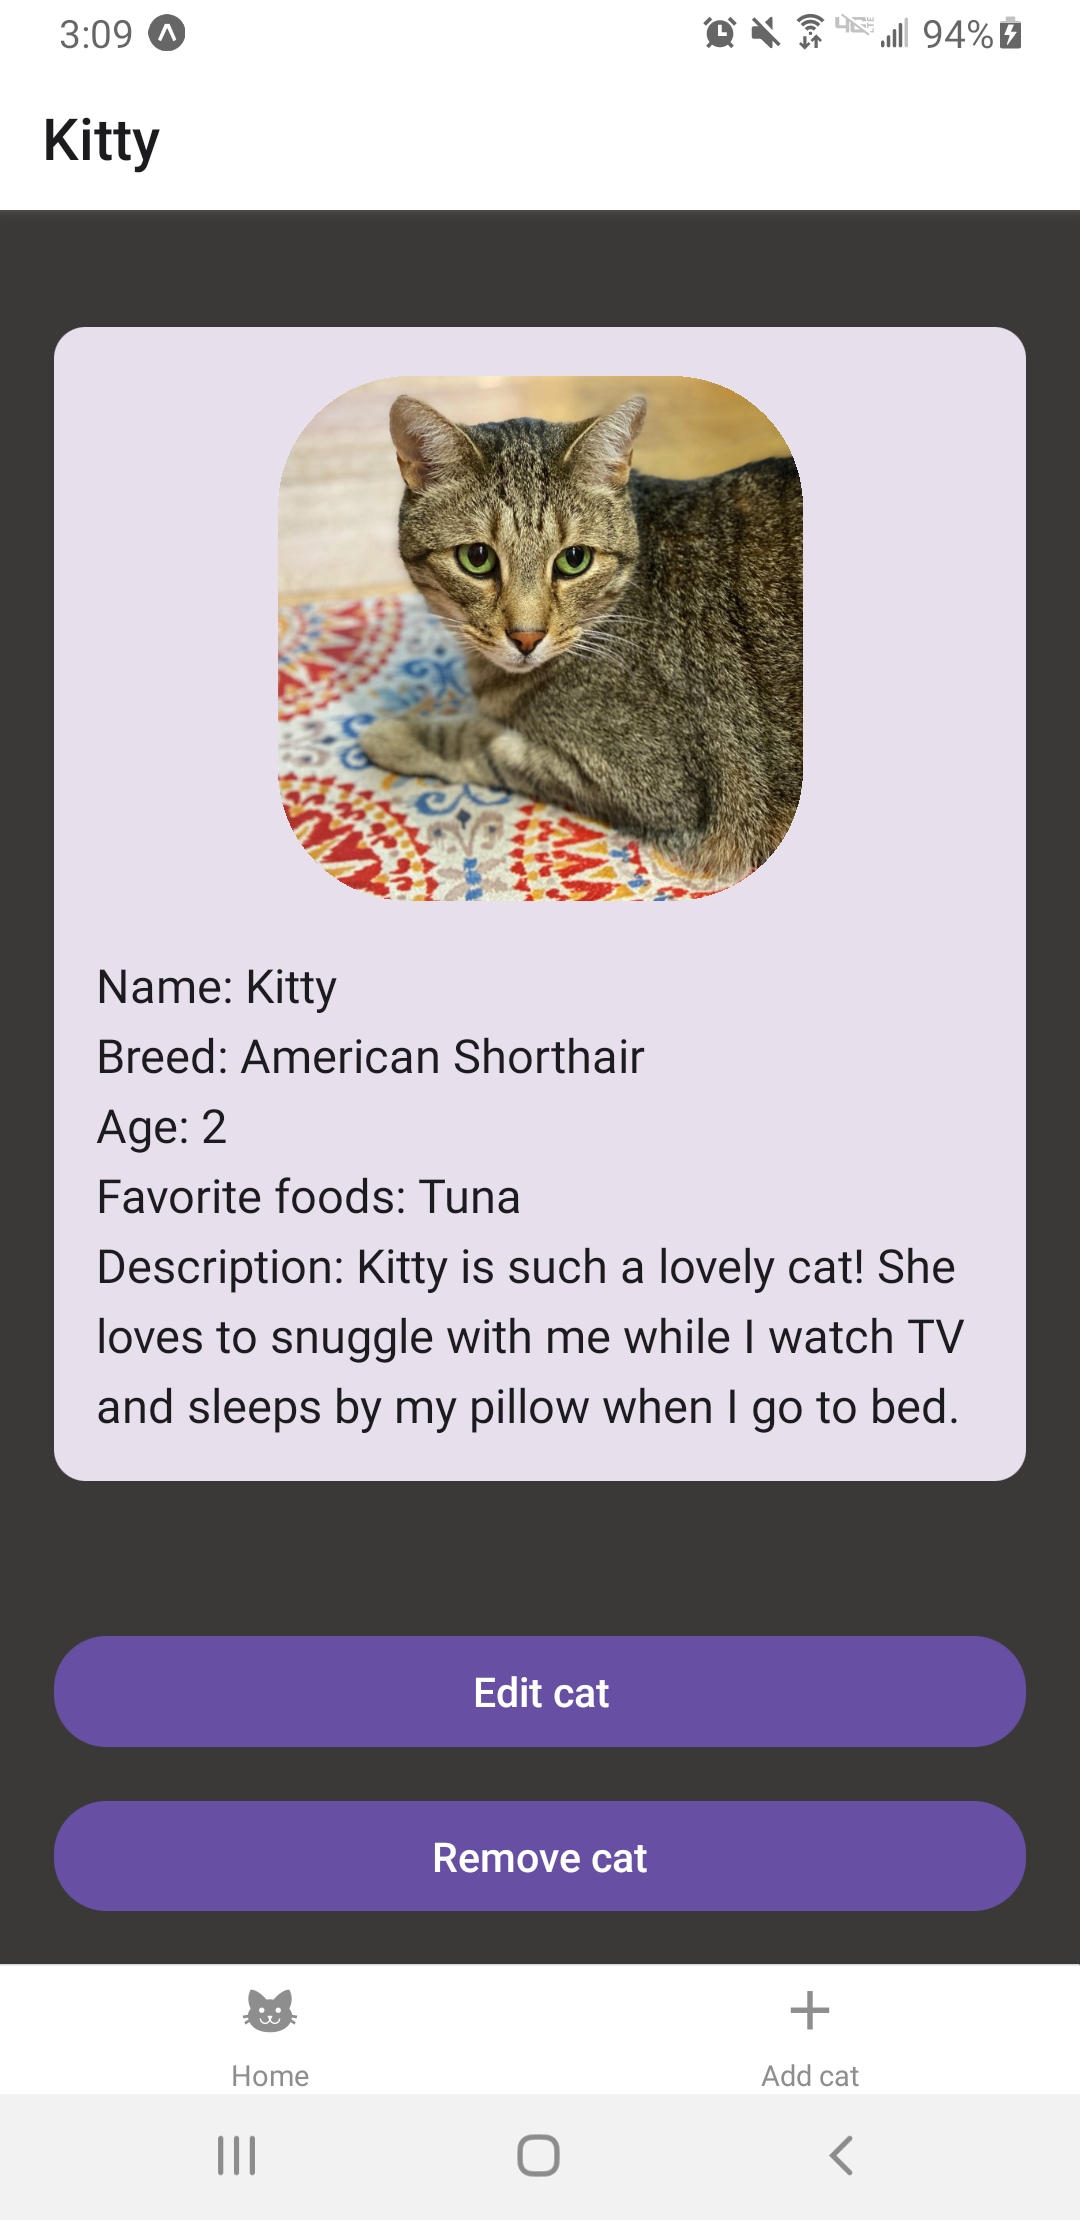 3:09 94%
Kitty
Name: Kitty
Breed: American Shorthair
Age: 2
Favorite foods: Tuna
Description: Kitty is such a lovely cat! She
loves to snuggle with me while I watch TV
and sleeps by my pillow when I go to bed.
Edit cat
Remove cat
Home Add cat